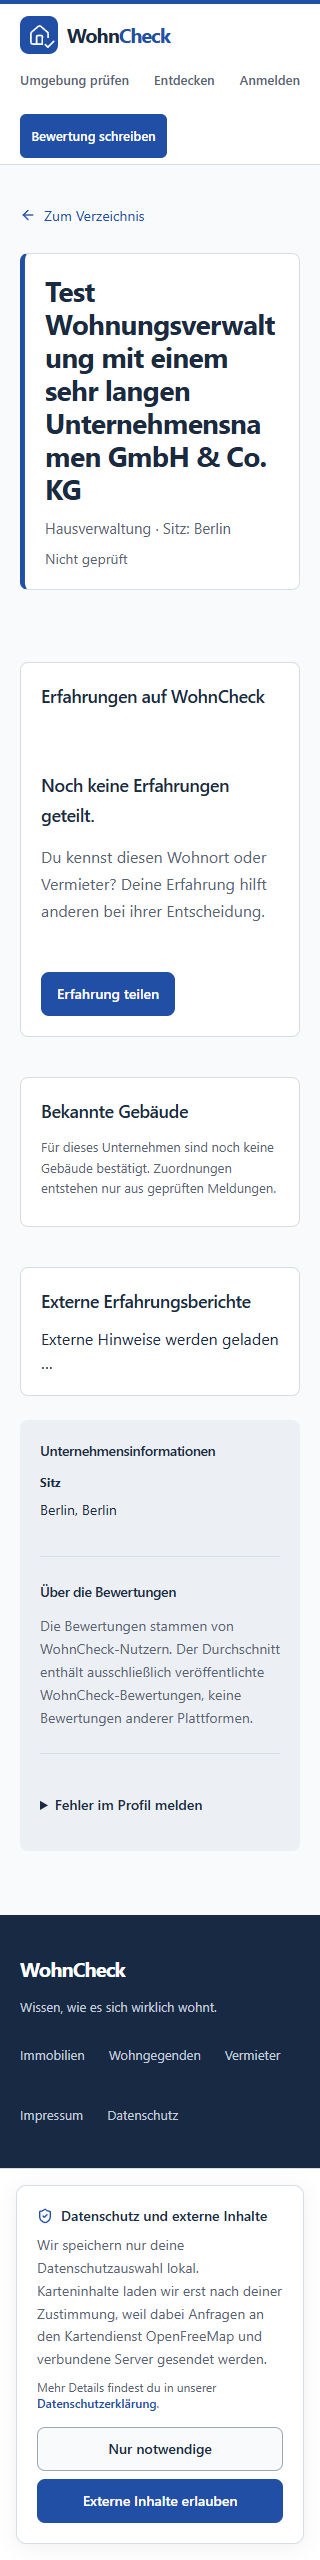 WohnCheck
Umgebung prüfen Entdecken Anmelden
Bewertung schreiben
← Zum Verzeichnis
Test
Wohnungsverwalt
ung mit einem
sehr langen
Unternehmensna
men GmbH & Co.
KG
Hausverwaltung · Sitz: Berlin
Nicht geprüft
Erfahrungen auf WohnCheck
Noch keine Erfahrungen
geteilt.
Du kennst diesen Wohnort oder
Vermieter? Deine Erfahrung hilft
anderen bei ihrer Entscheidung.
Erfahrung teilen
Bekannte Gebäude
Für dieses Unternehmen sind noch keine
Gebäude bestätigt. Zuordnungen
entstehen nur aus geprüften Meldungen.
Externe Erfahrungsberichte
Externe Hinweise werden geladen
…
Unternehmensinformationen
Sitz
Berlin, Berlin
Über die Bewertungen
Die Bewertungen stammen von
WohnCheck-Nutzern. Der Durchschnitt
enthält ausschließlich veröffentlichte
WohnCheck-Bewertungen, keine
Bewertungen anderer Plattformen.
▶ Fehler im Profil melden
WohnCheck
Wissen, wie es sich wirklich wohnt.
Immobilien Wohngegenden Vermieter
Impressum Datenschutz
Datenschutz und externe Inhalte
Wir speichern nur deine
Datenschutzauswahl lokal.
Karteninhalte laden wir erst nach deiner
Zustimmung, weil dabei Anfragen an
den Kartendienst OpenFreeMap und
verbundene Server gesendet werden.
Mehr Details findest du in unserer
Datenschutzerklärung.
Nur notwendige
Externe Inhalte erlauben